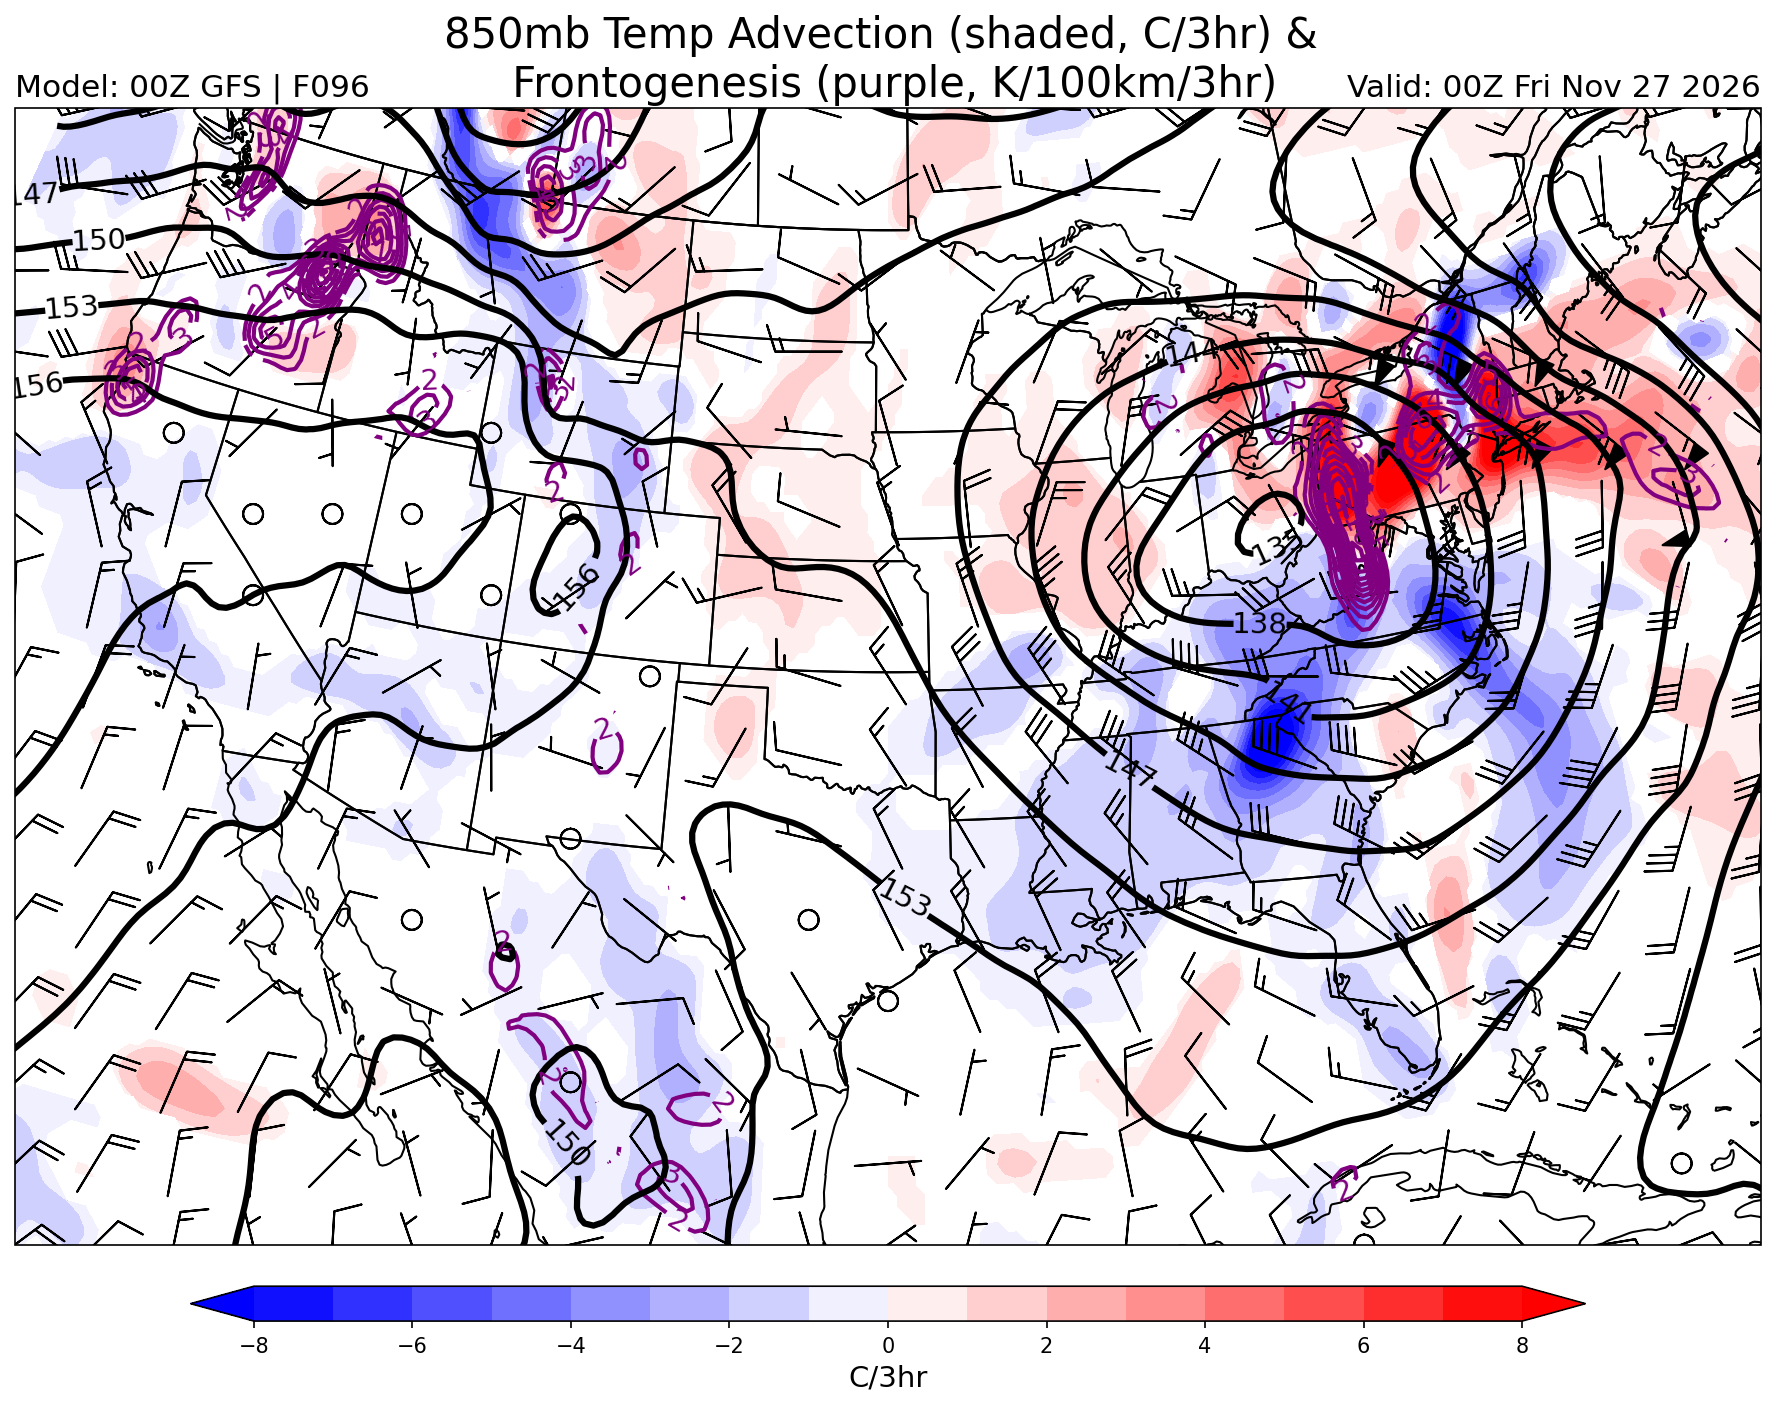 850mb Temp Advection (shaded, C/3hr) &
Model: 00Z GFS | F096
Frontogenesis (purple, K/100km/3hr)
Valid: 00Z Fri Nov 27 2026
147
150
153
156
144
135
138
141
147
156
153
150
−8 −6 −4 −2 0 2 4 6 8
C/3hr